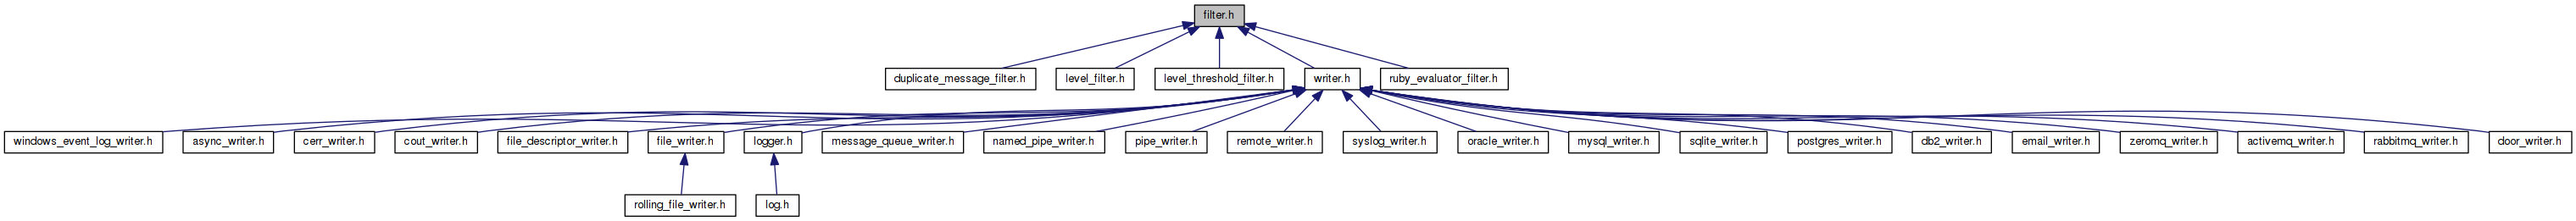 filter.h
duplicate_message_filter.h
level_filter.h
level_threshold_filter.h
writer.h
ruby_evaluator_filter.h
windows_event_log_writer.h
async_writer.h
cerr_writer.h
cout_writer.h
file_descriptor_writer.h
file_writer.h
logger.h
message_queue_writer.h
named_pipe_writer.h
pipe_writer.h
remote_writer.h
syslog_writer.h
oracle_writer.h
mysql_writer.h
sqlite_writer.h
postgres_writer.h
db2_writer.h
email_writer.h
zeromq_writer.h
activemq_writer.h
rabbitmq_writer.h
door_writer.h
rolling_file_writer.h
log.h